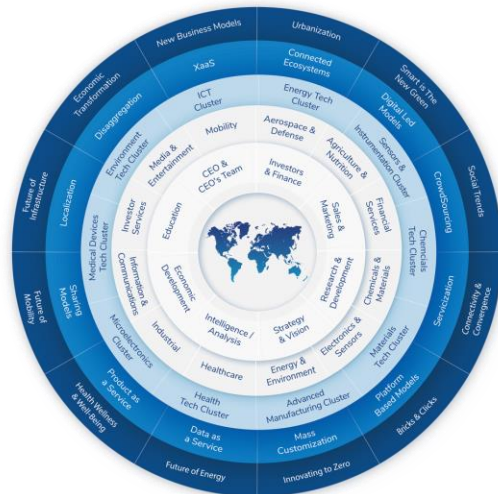 New Business Models
Urbanization
Smart is The
New Green
Social Trends
Connectivity &
Convergence
Bricks & Clicks
Innovating to Zero
Future of Energy
Health Wellness
& Well-Being
Future of
Mobility
Future of
Infrastructure
Economic
Transformation
XaaS
Connected
Ecosystems
Digital Led
Models
CrowdSourcing
Servicization
Platform
Based Models
Mass
Customization
Data as
a Service
Product as
a Service
Sharing
Models
Localization
Disaggregation
ICT
Cluster
Energy Tech
Cluster
Sensors &
Instrumentation Cluster
Chemcials
Tech Cluster
Materials
Tech Cluster
Advanced
Manufacturing Cluster
Health
Tech Cluster
Microelectronics
Cluster
Medical Devices
Tech Cluster
Environment
Tech Cluster
Mobility
Aerospace &
Defense
Agriculture &
Nutrition
Financial
Services
Chemicals &
Materials
Electronics &
Sensors
Energy &
Environment
Healthcare
Industrial
Information &
Communications
Investor
Services
Media &
Entertainment
CEO &
CEO's Team
Investors
& Finance
Sales &
Marketing
Research &
Development
Strategy
& Vision
Intelligence /
Analysis
Economic
Development
Education